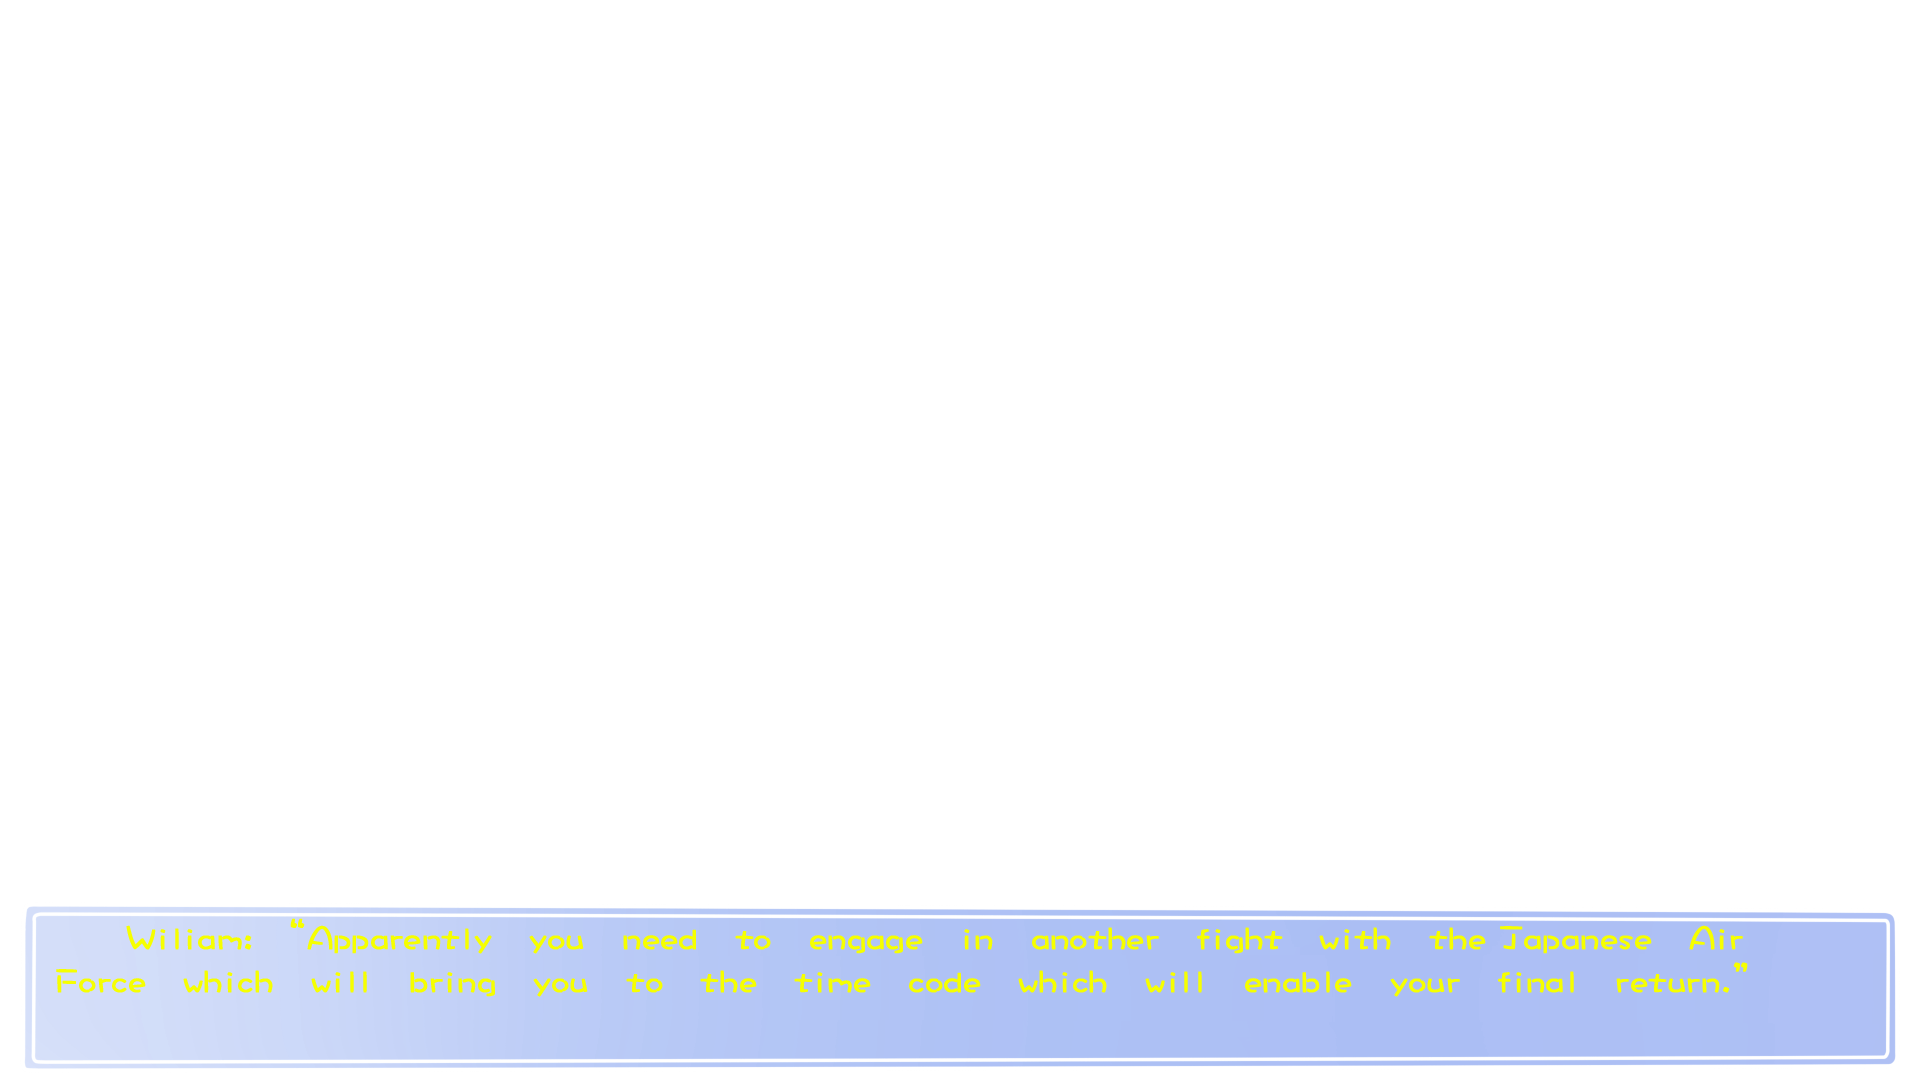 Wiliam: “Apparently you need to engage in another fight with the Japanese Air
Force which will bring you to the time code which will enable your final return.”